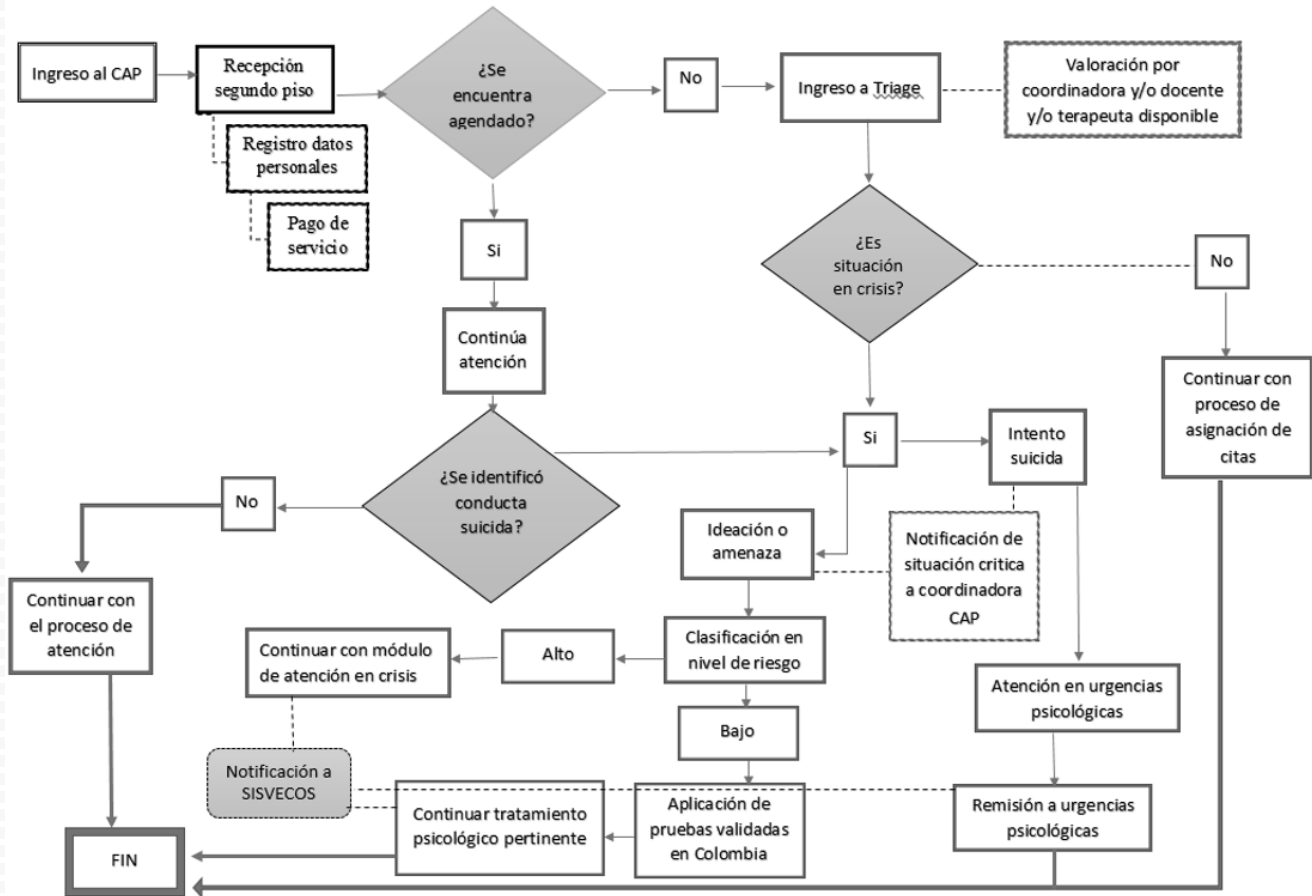 Ingreso al CAP
Recepción
segundo piso
Registro datos
personales
Pago de
servicio
¿Se
encuentra
agendado?
No
Ingreso a Triage
Valoración por
coordinadora y/o docente
y/o terapeuta disponible
Si
¿Es
situación
en crisis?
No
Continúa
atención
Continuar con
proceso de
asignación de
citas
¿Se identificó
conducta
suicida?
Si
Intento
suicida
No
Ideación o
amenaza
Notificación de
situación critica
a coordinadora
CAP
Continuar con
el proceso de
atención
Continuar con módulo
de atención en crisis
Alto
Clasificación en
nivel de riesgo
Atención en urgencias
psicológicas
Bajo
Notificación a
SISVECOS
Continuar tratamiento
psicológico pertinente
Aplicación de
pruebas validadas
en Colombia
Remisión a urgencias
psicológicas
FIN